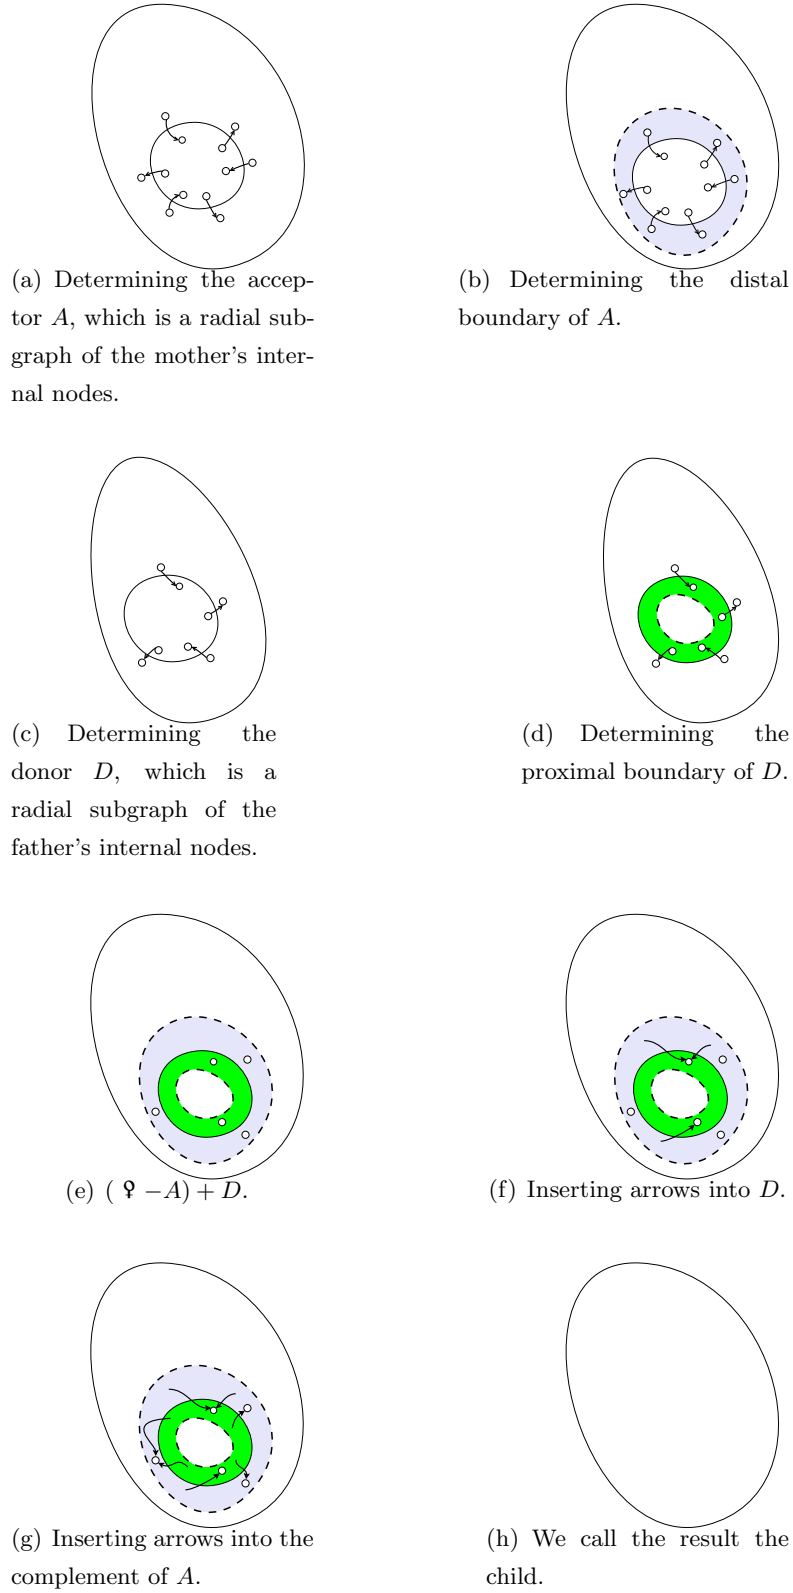 (a) Determining the accep-
tor A, which is a radial sub-
graph of the mother's inter-
nal nodes.
(b) Determining the distal
boundary of A.
(c) Determining the
donor D, which is a
radial subgraph of the
father's internal nodes.
(d) Determining the
proximal boundary of D.
(e) ( ♀ −A) + D.
(f) Inserting arrows into D.
(g) Inserting arrows into the
complement of A.
(h) We call the result the
child.